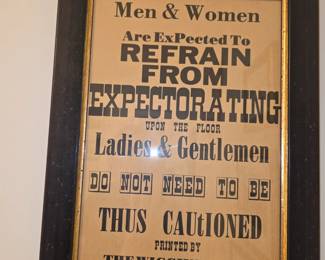 Men & Women
Are ExPected To
REFRAIN
FROM
EXPECTORATING
UPON THE FLOOR
Ladies & Gentlemen
DO NOT NEED TO BE
THUS CAUtIONED
PRINTED BY